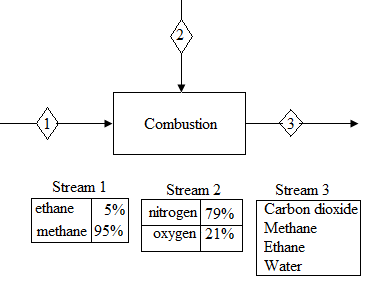 2
1
Combustion
3
Stream 1
ethane 5%
methane 95%
Stream 2
nitrogen 79%
oxygen 21%
Stream 3
Carbon dioxide
Methane
Ethane
Water